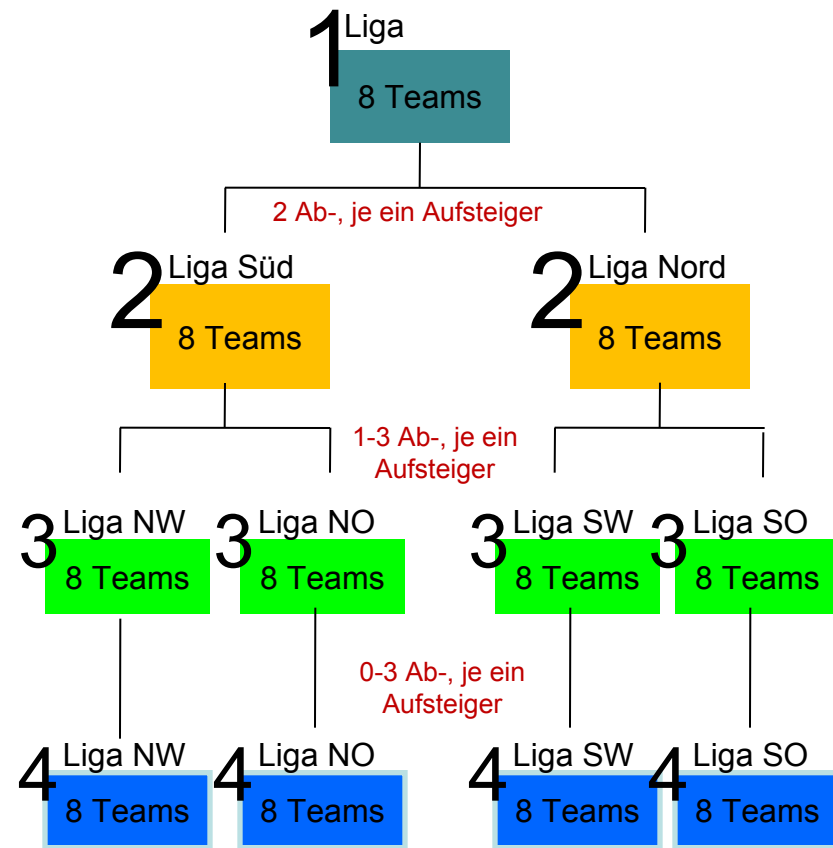 1 Liga
8 Teams
2 Ab-, je ein Aufsteiger
2 Liga Süd
8 Teams
2 Liga Nord
8 Teams
1-3 Ab-, je ein
Aufsteiger
3 Liga NW
8 Teams
3 Liga NO
8 Teams
3 Liga SW
8 Teams
3 Liga SO
8 Teams
0-3 Ab-, je ein
Aufsteiger
4 Liga NW
8 Teams
4 Liga NO
8 Teams
4 Liga SW
8 Teams
4 Liga SO
8 Teams